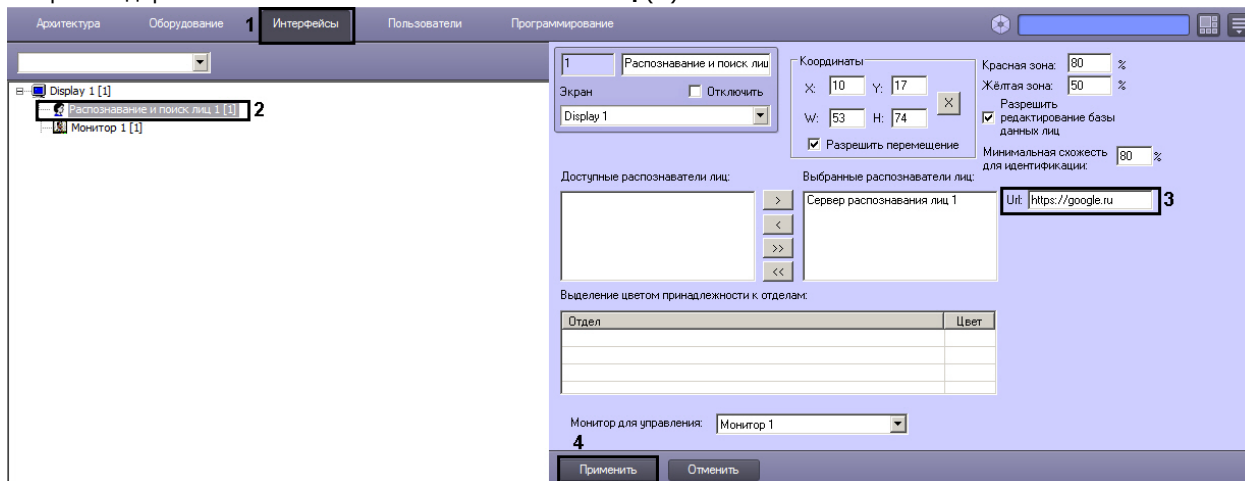 Архитектура Оборудование 1 Интерфейсы Пользователи Программирование
Display 1 [1]
Распознавание и поиск лиц 1 [1] 2
Монитор 1 [1]
1 Распознавание и поиск лиц
Экран Отключить
Display 1
Координаты
X: 10 Y: 17 X
W: 53 H: 74
Разрешить перемещение
Красная зона: 80 %
Жёлтая зона: 50 %
Разрешить
редактирование базы
данных лиц
Минимальная схожесть 80 %
для идентификации:
Доступные распознаватели лиц:
> 
<
>>
<<
Выбранные распознаватели лиц:
Сервер распознавания лиц 1
Url: https://google.ru 3
Выделение цветом принадлежности к отделам:
Отдел Цвет
Монитор для управления: Монитор 1
4
Применить Отменить